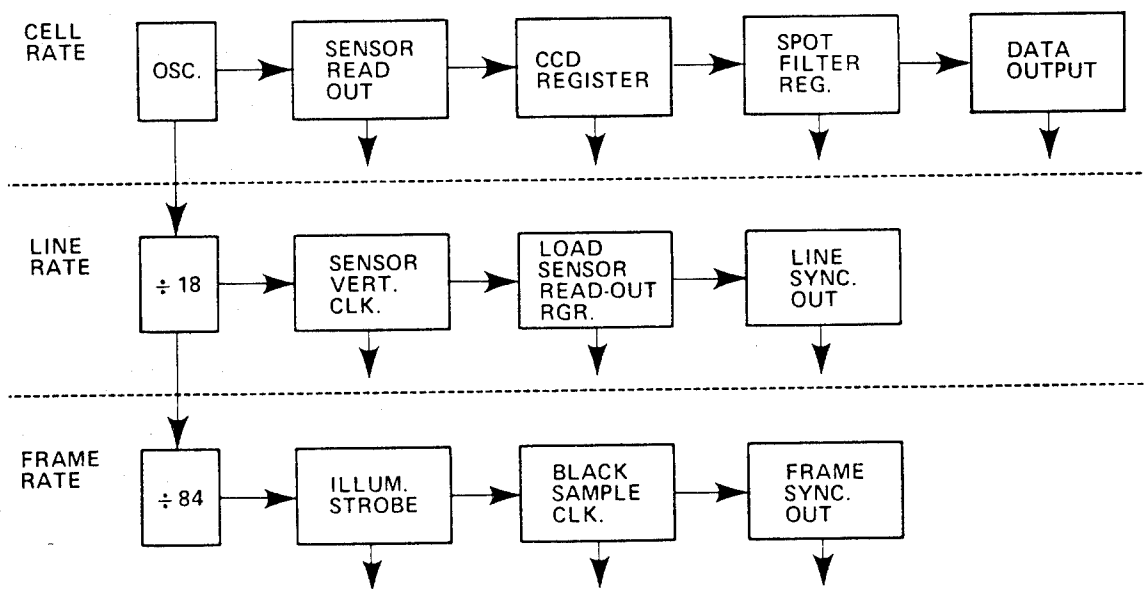 CELL
RATE
OSC.
SENSOR
READ
OUT
CCD
REGISTER
SPOT
FILTER
REG.
DATA
OUTPUT
LINE
RATE
÷ 18
SENSOR
VERT.
CLK.
LOAD
SENSOR
READ-OUT
RGR.
LINE
SYNC.
OUT
FRAME
RATE
÷ 84
ILLUM.
STROBE
BLACK
SAMPLE
CLK.
FRAME
SYNC.
OUT